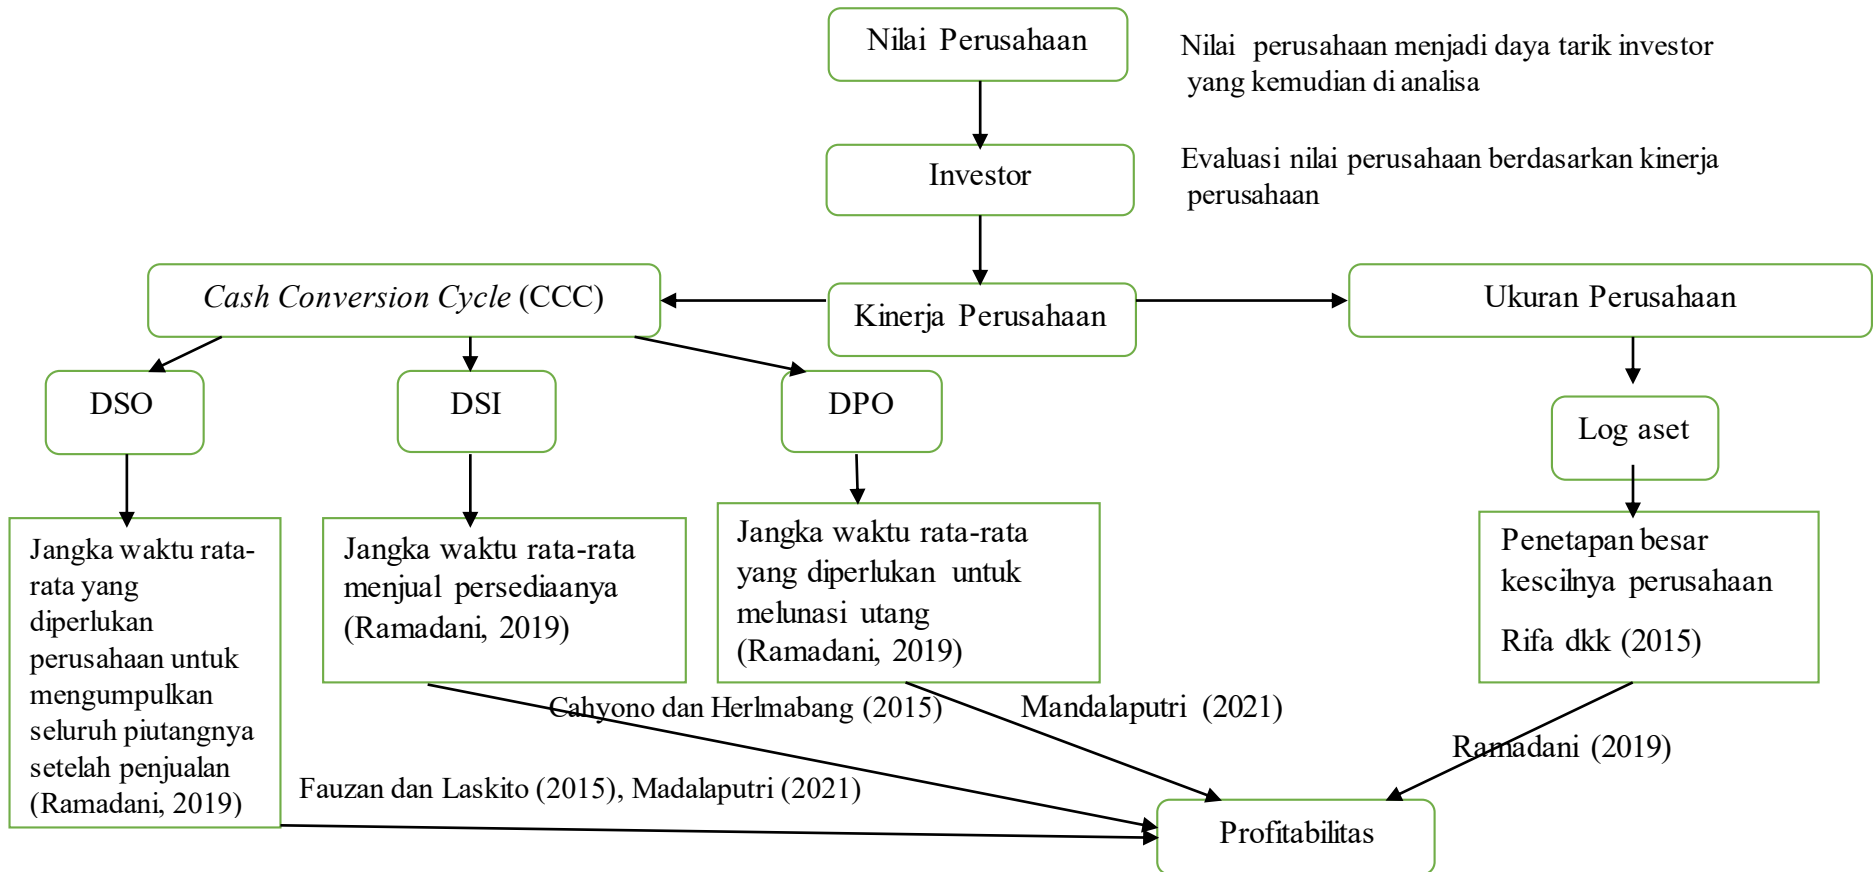 Nilai Perusahaan
Nilai perusahaan menjadi daya tarik investor
yang kemudian di analisa
Investor
Evaluasi nilai perusahaan berdasarkan kinerja
perusahaan
Cash Conversion Cycle (CCC)
Kinerja Perusahaan
Ukuran Perusahaan
DSO
DSI
DPO
Log aset
Jangka waktu rata-
rata yang
diperlukan
perusahaan untuk
mengumpulkan
seluruh piutangnya
setelah penjualan
(Ramadani, 2019)
Jangka waktu rata-rata
menjual persediaanya
(Ramadani, 2019)
Jangka waktu rata-rata
yang diperlukan untuk
melunasi utang
(Ramadani, 2019)
Penetapan besar
kescilnya perusahaan
Rifa dkk (2015)
Cahyono dan Herlmabang (2015)
Mandalaputri (2021)
Ramadani (2019)
Fauzan dan Laskito (2015), Madalaputri (2021)
Profitabilitas